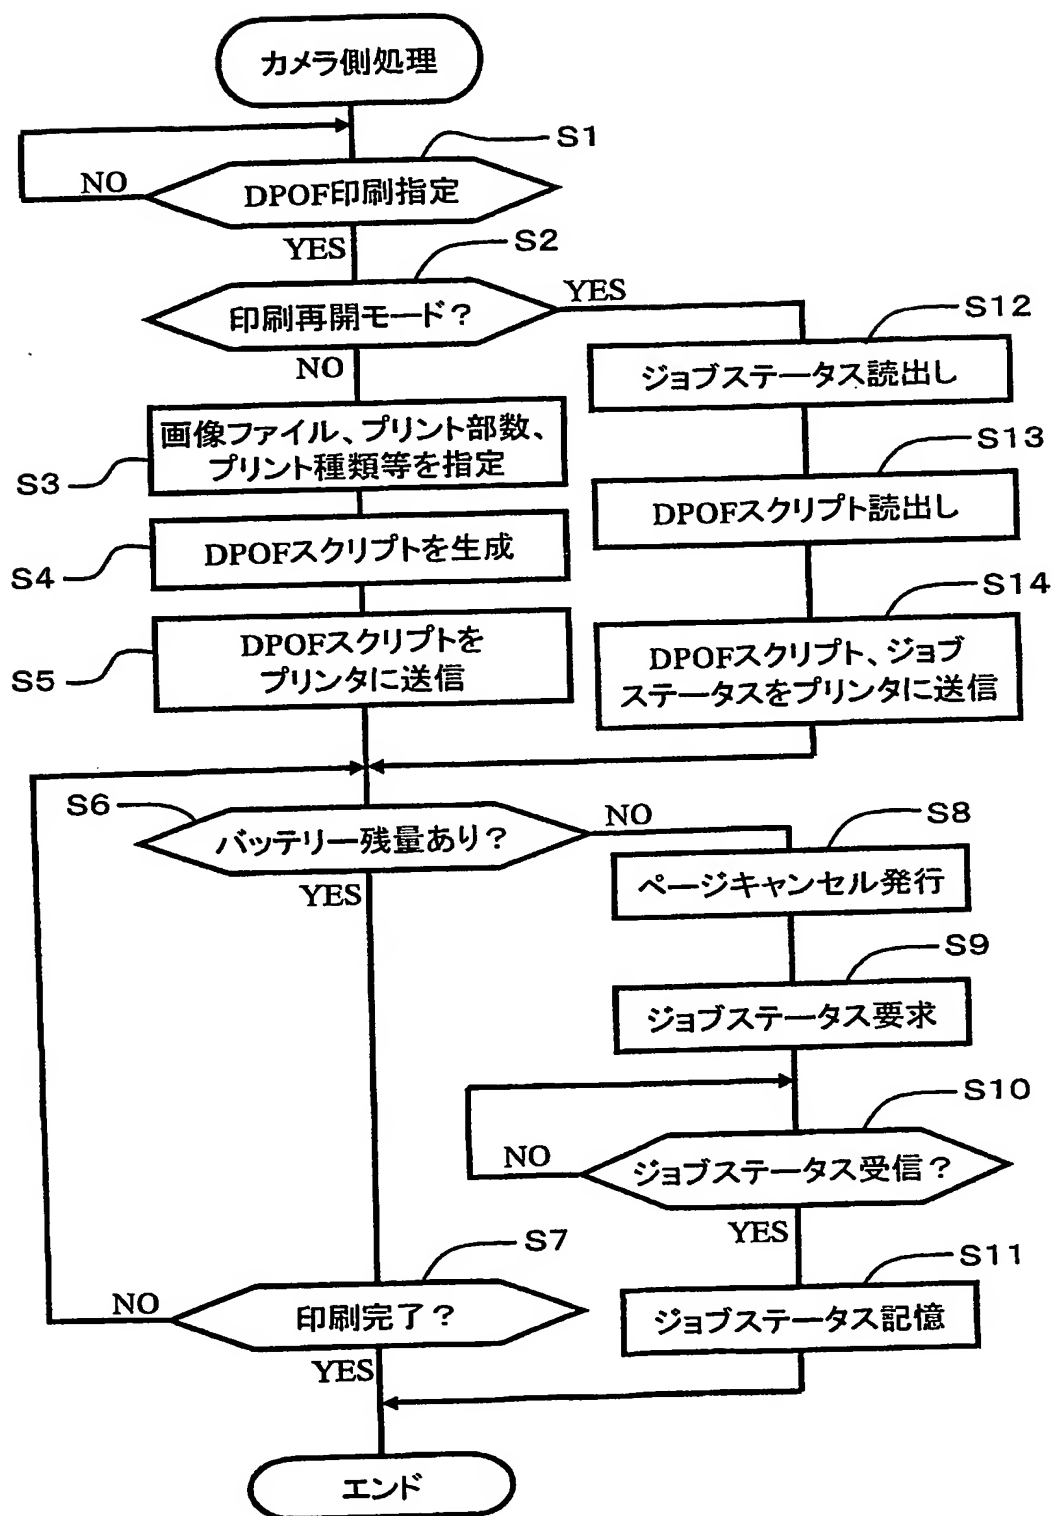 カメラ側処理
S1
NO
DPOF印刷指定
YES
S2
印刷再開モード?
YES
NO
S12
ジョブステータス読出し
画像ファイル、プリント部数、
プリント種類等を指定
S3
S13
DPOFスクリプト読出し
DPOFスクリプトを生成
S4
S14
DPOFスクリプト、ジョブ
ステータスをプリンタに送信
DPOFスクリプトを
プリンタに送信
S5
S6
バッテリー残量あり?
NO
YES
S8
ページキャンセル発行
S9
ジョブステータス要求
S10
NO
ジョブステータス受信?
YES
S7
S11
NO
印刷完了?
ジョブステータス記憶
YES
エンド